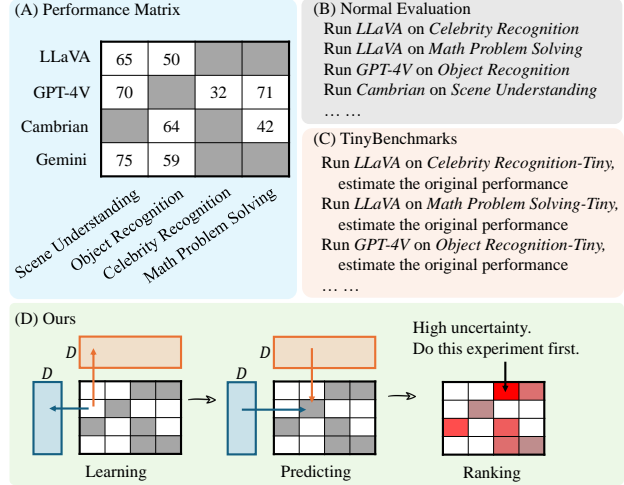 (A) Performance Matrix
LLaVA 65 50
GPT-4V 70 32 71
Cambrian 64 42
Gemini 75 59
Scene Understanding
Object Recognition
Celebrity Recognition
Math Problem Solving
(B) Normal Evaluation
Run LLaVA on Celebrity Recognition
Run LLaVA on Math Problem Solving
Run GPT-4V on Object Recognition
Run Cambrian on Scene Understanding
… …
(C) TinyBenchmarks
Run LLaVA on Celebrity Recognition-Tiny,
estimate the original performance
Run LLaVA on Math Problem Solving-Tiny,
estimate the original performance
Run GPT-4V on Object Recognition-Tiny,
estimate the original performance
… …
(D) Ours
D
D
Learning
D
D
Predicting
High uncertainty.
Do this experiment first.
Ranking